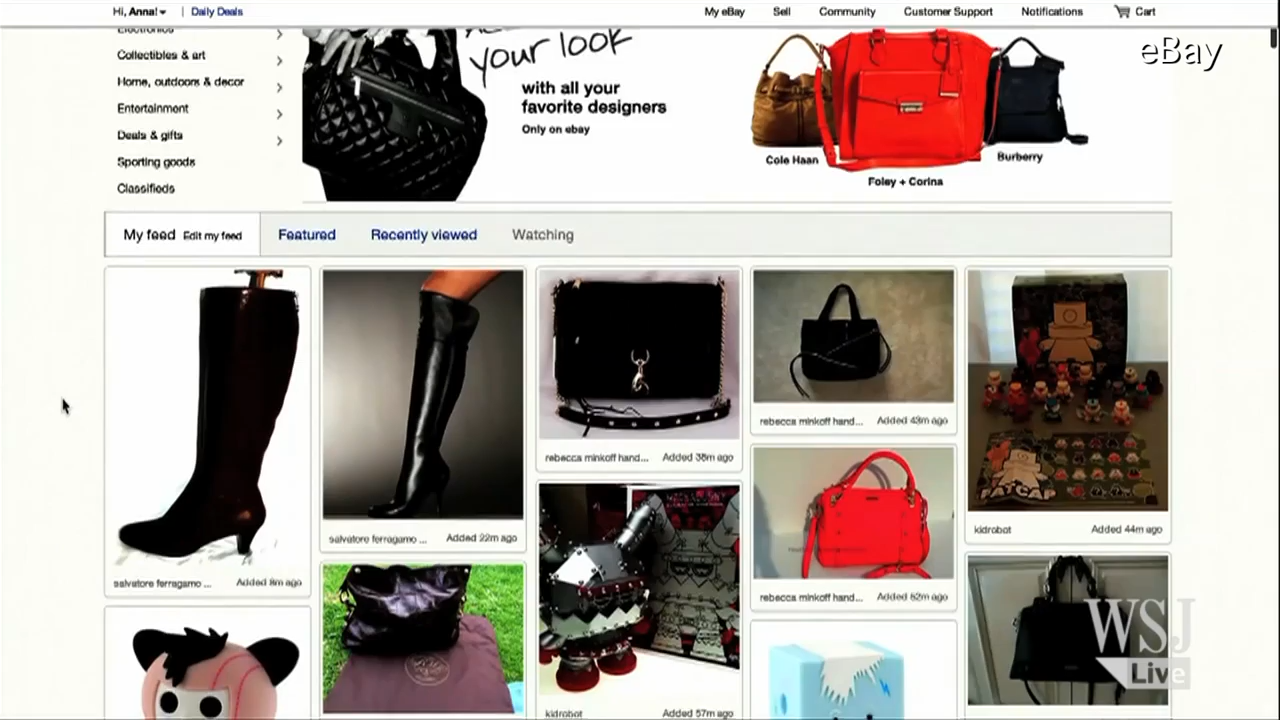 Hi, Anna!
Daily Deals
My eBay
Sell
Community
Customer Support
Notifications
Cart
eBay
Electronics
Collectibles & art
Home, outdoors & decor
Entertainment
Deals & gifts
Sporting goods
Classifieds
your look
with all your
favorite designers
Only on ebay
Cole Haan
Foley + Corina
Burberry
My feed
Edit my feed
Featured
Recently viewed
Watching
salvatore ferragamo ...
Added 8m ago
salvatore ferragamo ...
Added 22m ago
rebecca minkoff hand...
Added 38m ago
rebecca minkoff hand...
Added 43m ago
rebecca minkoff hand...
Added 52m ago
kidrobot
Added 44m ago
kidrobot
Added 57m ago
WSJ
Live